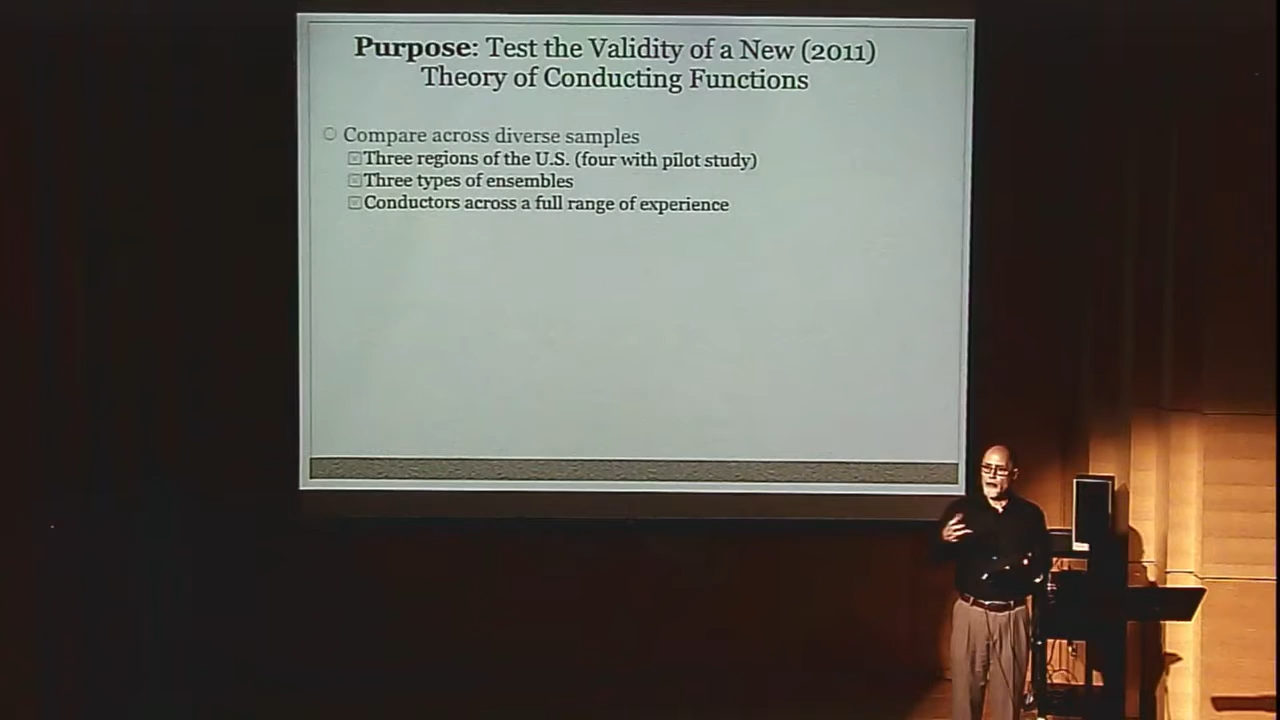 Purpose: Test the Validity of a New (2011)
Theory of Conducting Functions
Compare across diverse samples
Three regions of the U.S. (four with pilot study)
Three types of ensembles
Conductors across a full range of experience